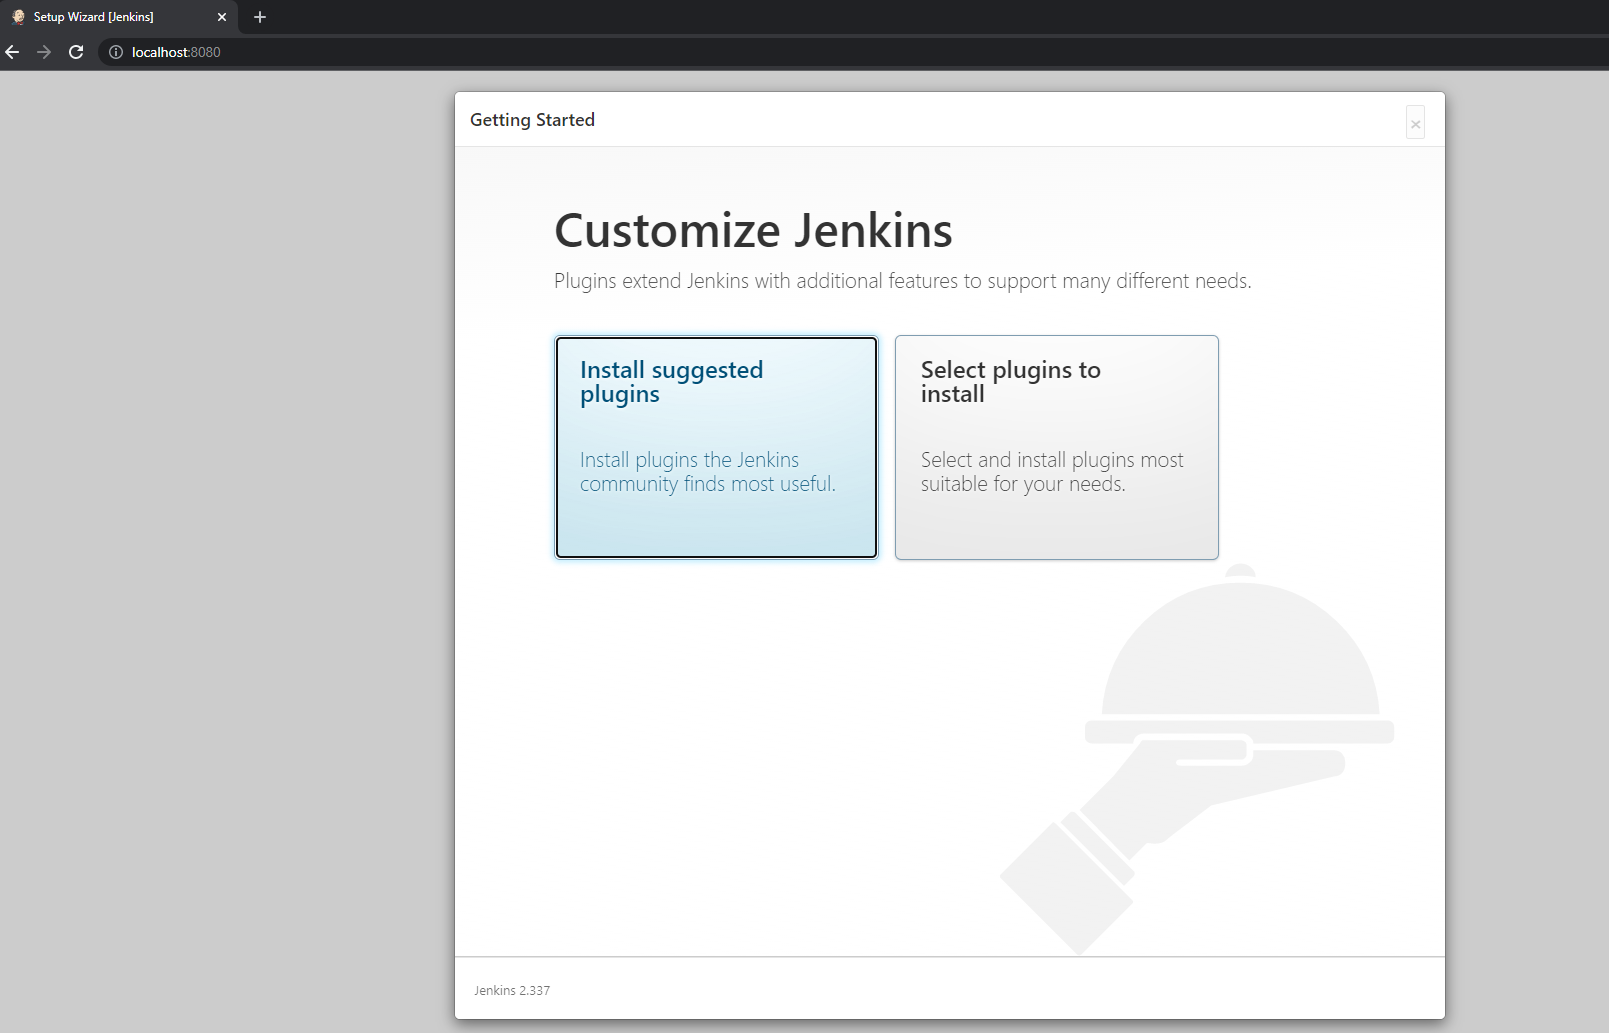 Setup Wizard [Jenkins]
localhost:8080
Getting Started
Customize Jenkins
Plugins extend Jenkins with additional features to support many different needs.
Install suggested
plugins
Install plugins the Jenkins
community finds most useful.
Select plugins to
install
Select and install plugins most
suitable for your needs.
Jenkins 2.337